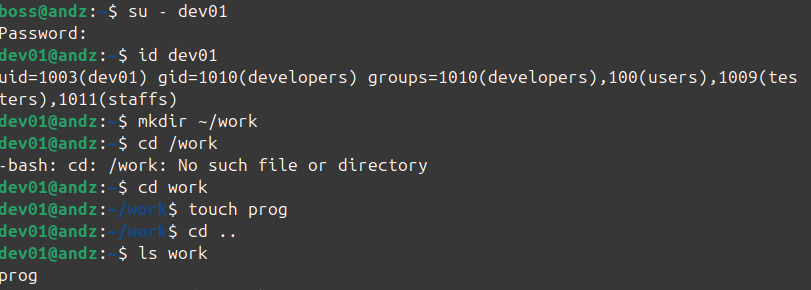 boss@andz:~$ su - dev01
Password:
dev01@andz:~$ id dev01
uid=1003(dev01) gid=1010(developers) groups=1010(developers),100(users),1009(tes
ters),1011(staffs)
dev01@andz:~$ mkdir ~/work
dev01@andz:~$ cd /work
-bash: cd: /work: No such file or directory
dev01@andz:~$ cd work
dev01@andz:~/work$ touch prog
dev01@andz:~/work$ cd ..
dev01@andz:~$ ls work
prog